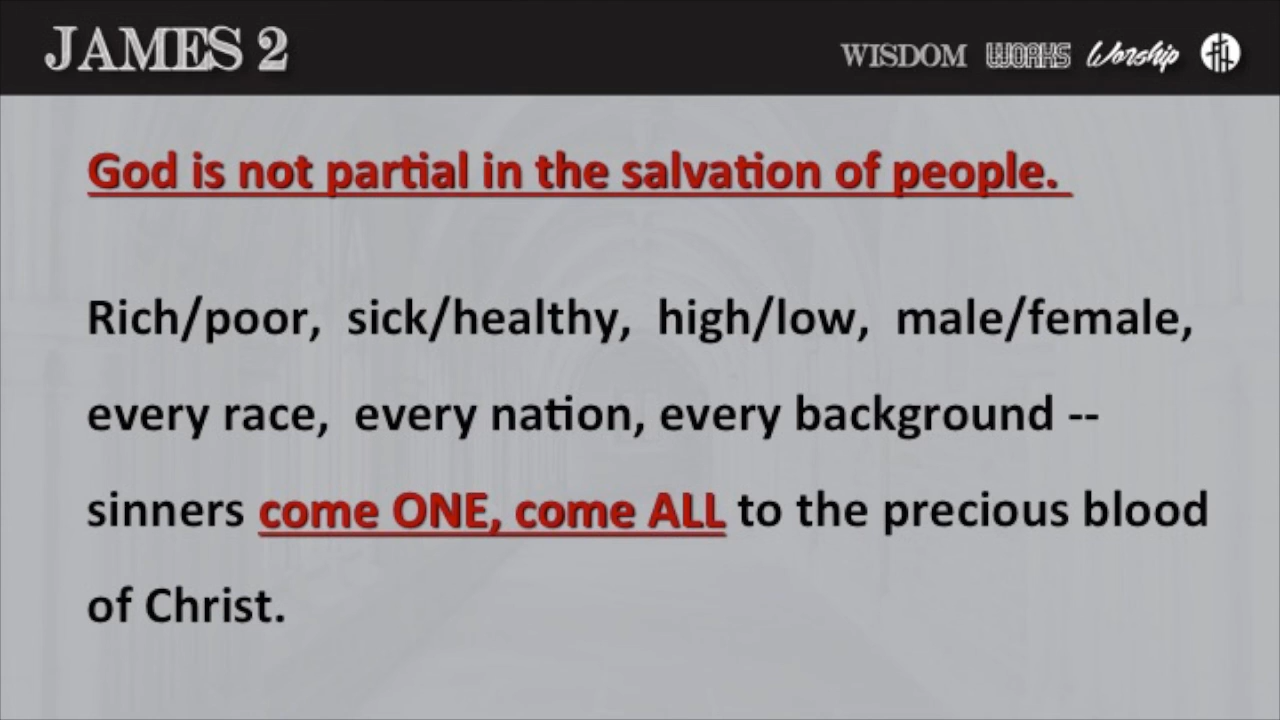 JAMES 2
WISDOM WORKS Worship
God is not partial in the salvation of people.
Rich/poor, sick/healthy, high/low, male/female,
every race, every nation, every background --
sinners come ONE, come ALL to the precious blood
of Christ.